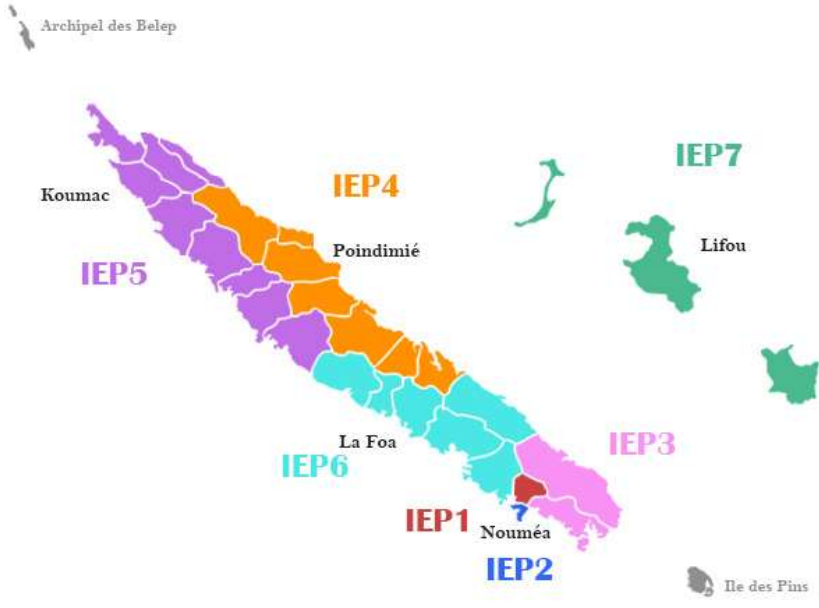 Archipel des Belep
IEP7
IEP4
Koumac
Poindimié
Lifou
IEP5
La Foa
IEP3
IEP6
IEP1
Nouméa
IEP2
Ile des Pins